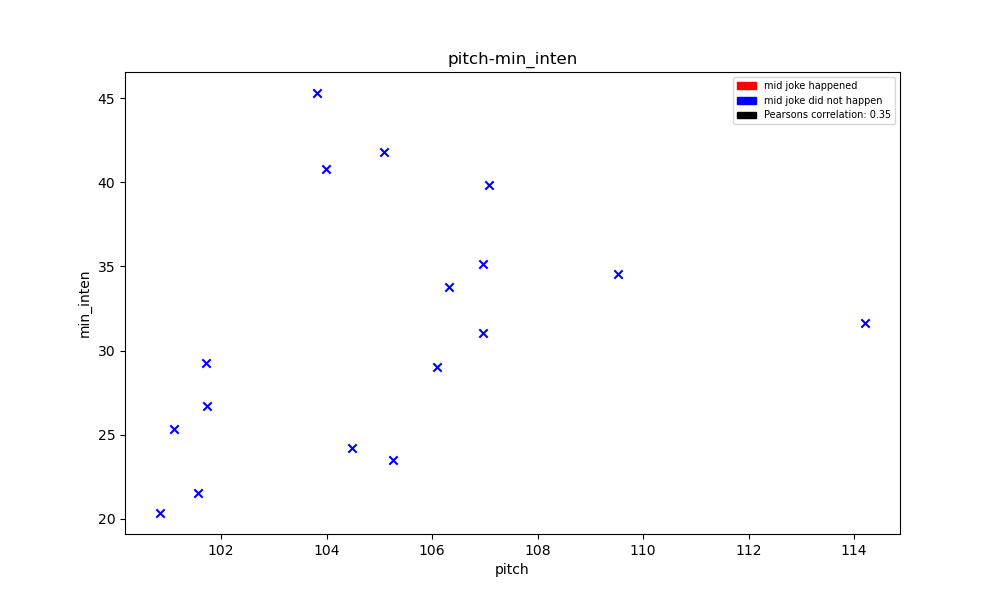 pitch-min_inten
mid joke happened
mid joke did not happen
Pearsons correlation: 0.35
45
40
35
30
25
20
min_inten
102 104 106 108 110 112 114
pitch